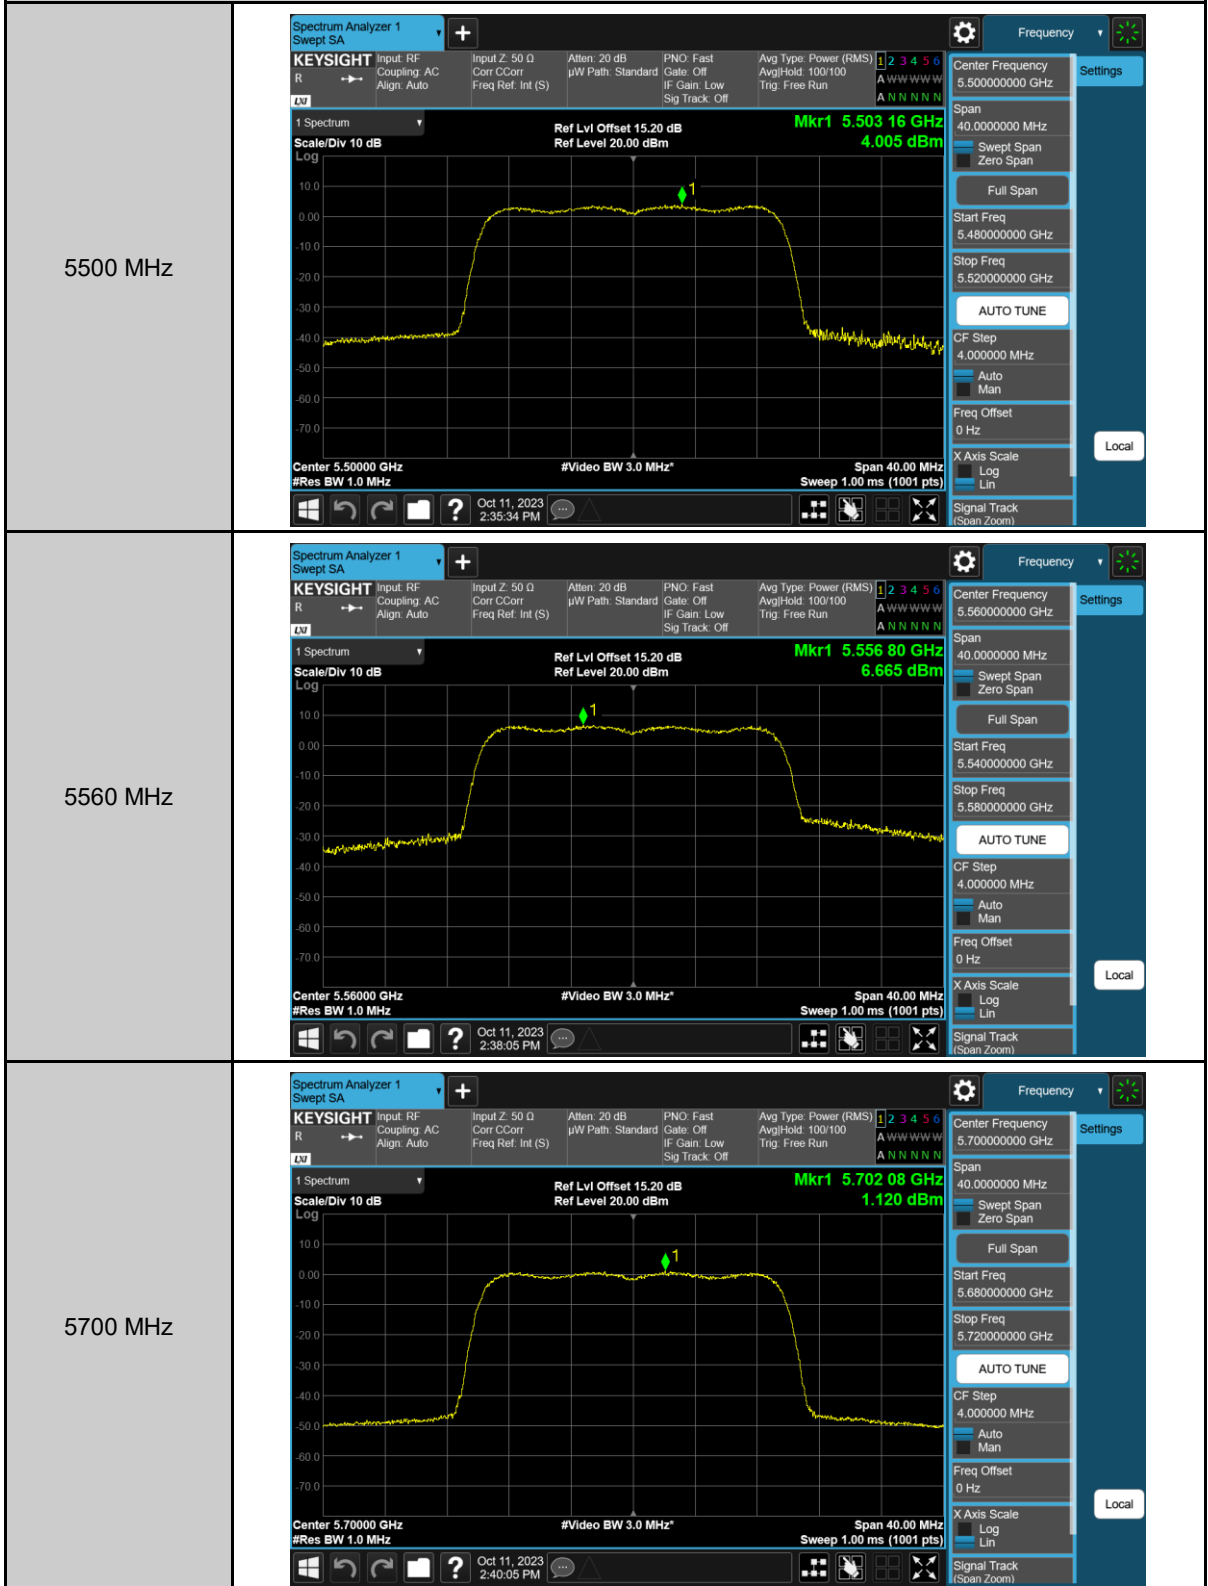 5500 MHz
Spectrum Analyzer 1
Swept SA
Frequency
KEYSIGHT
R
LXI
Input: RF
Coupling: AC
Align: Auto
Input Z: 50 Ω
Corr CCorr
Freq Ref: Int (S)
Atten: 20 dB
µW Path: Standard
PNO: Fast
Gate: Off
IF Gain: Low
Sig Track: Off
Avg Type: Power (RMS)
Avg|Hold: 100/100
Trig: Free Run
1 2 3 4 5 6
A W W W W W
A N N N N N
1 Spectrum
Scale/Div 10 dB
Log
Ref Lvl Offset 15.20 dB
Ref Level 20.00 dBm
Mkr1 5.503 16 GHz
4.005 dBm
1
10.0
0.00
-10.0
-20.0
-30.0
-40.0
-50.0
-60.0
-70.0
Center 5.50000 GHz
#Res BW 1.0 MHz
#Video BW 3.0 MHz*
Span 40.00 MHz
Sweep 1.00 ms (1001 pts)
?
Oct 11, 2023
2:35:34 PM
Center Frequency
5.500000000 GHz
Settings
Span
40.0000000 MHz
Swept Span
Zero Span
Full Span
Start Freq
5.480000000 GHz
Stop Freq
5.520000000 GHz
AUTO TUNE
CF Step
4.000000 MHz
Auto
Man
Freq Offset
0 Hz
X Axis Scale
Log
Lin
Local
Signal Track
(Span Zoom)
5560 MHz
Spectrum Analyzer 1
Swept SA
Frequency
KEYSIGHT
R
LXI
Input: RF
Coupling: AC
Align: Auto
Input Z: 50 Ω
Corr CCorr
Freq Ref: Int (S)
Atten: 20 dB
µW Path: Standard
PNO: Fast
Gate: Off
IF Gain: Low
Sig Track: Off
Avg Type: Power (RMS)
Avg|Hold: 100/100
Trig: Free Run
1 2 3 4 5 6
A W W W W W
A N N N N N
1 Spectrum
Scale/Div 10 dB
Log
Ref Lvl Offset 15.20 dB
Ref Level 20.00 dBm
Mkr1 5.556 80 GHz
6.665 dBm
1
10.0
0.00
-10.0
-20.0
-30.0
-40.0
-50.0
-60.0
-70.0
Center 5.56000 GHz
#Res BW 1.0 MHz
#Video BW 3.0 MHz*
Span 40.00 MHz
Sweep 1.00 ms (1001 pts)
?
Oct 11, 2023
2:38:05 PM
Center Frequency
5.560000000 GHz
Settings
Span
40.0000000 MHz
Swept Span
Zero Span
Full Span
Start Freq
5.540000000 GHz
Stop Freq
5.580000000 GHz
AUTO TUNE
CF Step
4.000000 MHz
Auto
Man
Freq Offset
0 Hz
X Axis Scale
Log
Lin
Local
Signal Track
(Span Zoom)
5700 MHz
Spectrum Analyzer 1
Swept SA
Frequency
KEYSIGHT
R
LXI
Input: RF
Coupling: AC
Align: Auto
Input Z: 50 Ω
Corr CCorr
Freq Ref: Int (S)
Atten: 20 dB
µW Path: Standard
PNO: Fast
Gate: Off
IF Gain: Low
Sig Track: Off
Avg Type: Power (RMS)
Avg|Hold: 100/100
Trig: Free Run
1 2 3 4 5 6
A W W W W W
A N N N N N
1 Spectrum
Scale/Div 10 dB
Log
Ref Lvl Offset 15.20 dB
Ref Level 20.00 dBm
Mkr1 5.702 08 GHz
1.120 dBm
1
10.0
0.00
-10.0
-20.0
-30.0
-40.0
-50.0
-60.0
-70.0
Center 5.70000 GHz
#Res BW 1.0 MHz
#Video BW 3.0 MHz*
Span 40.00 MHz
Sweep 1.00 ms (1001 pts)
?
Oct 11, 2023
2:40:05 PM
Center Frequency
5.700000000 GHz
Settings
Span
40.0000000 MHz
Swept Span
Zero Span
Full Span
Start Freq
5.680000000 GHz
Stop Freq
5.720000000 GHz
AUTO TUNE
CF Step
4.000000 MHz
Auto
Man
Freq Offset
0 Hz
X Axis Scale
Log
Lin
Local
Signal Track
(Span Zoom)